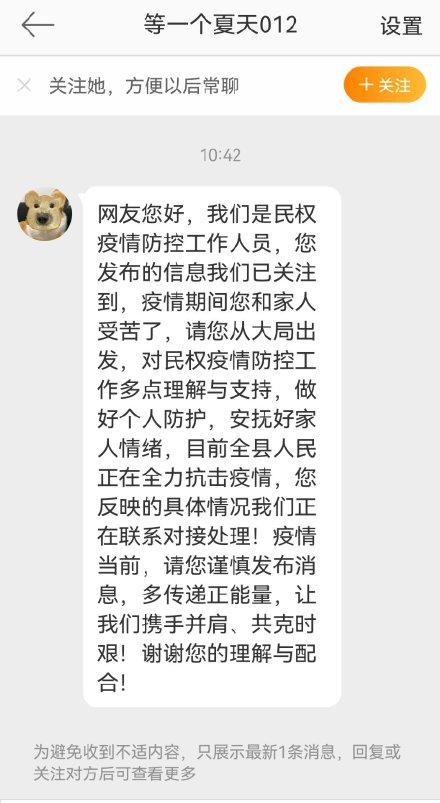 等一个夏天012
设置
关注她，方便以后常聊
+关注
10:42
网友您好，我们是民权
疫情防控工作人员，您
发布的信息我们已关注
到，疫情期间您和家人
受苦了，请您从大局出
发，对民权疫情防控工
作多点理解与支持，做
好个人防护，安抚好家
人情绪，目前全县人民
正在全力抗击疫情，您
反映的具体情况我们正
在联系对接处理！疫情
当前，请您谨慎发布消
息，多传递正能量，让
我们携手并肩、共克时
艰！谢谢您的理解与配
合！
为避免收到不适内容，只展示最新1条消息，回复或
关注对方后可查看更多